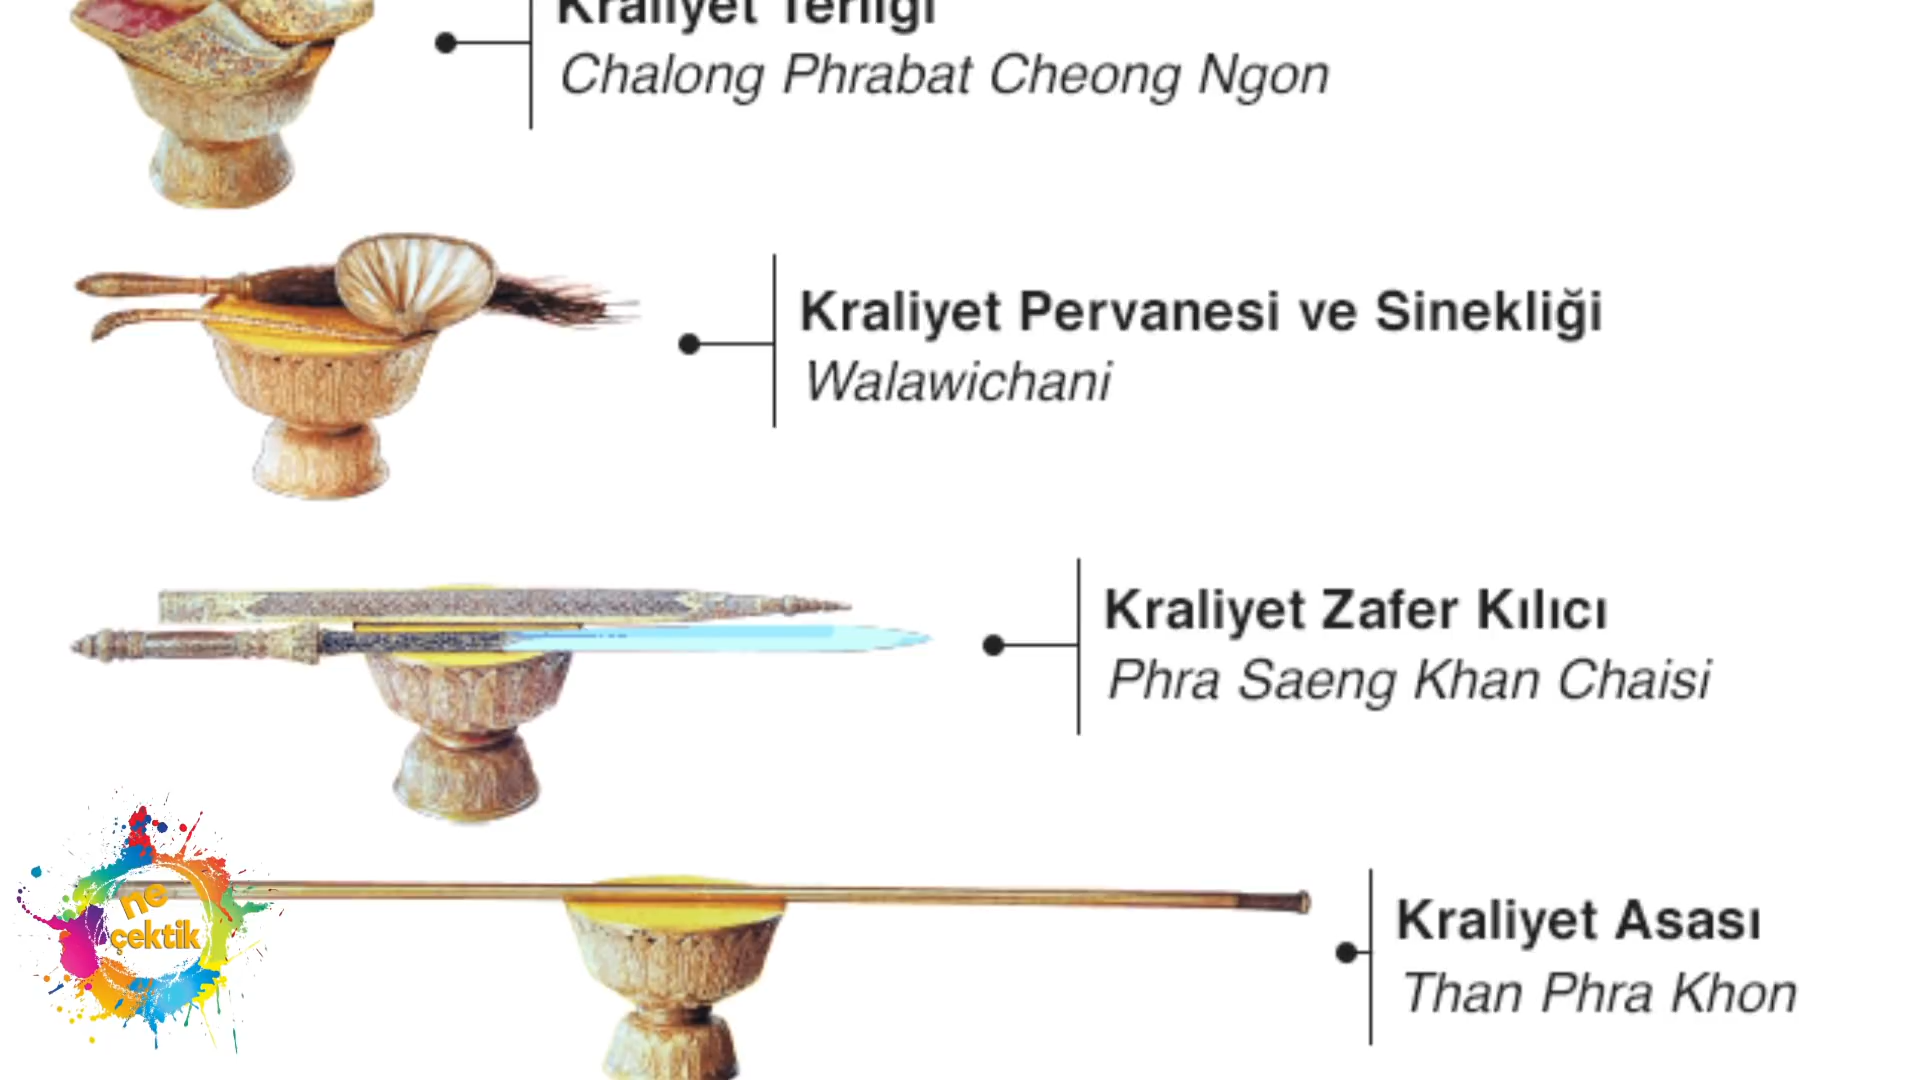 Kraliyet Terliği
Chalong Phrabat Cheong Ngon
Kraliyet Pervanesi ve Sinekliği
Walawichani
Kraliyet Zafer Kılıcı
Phra Saeng Khan Chaisi
Kraliyet Asası
Than Phra Khon
ne
çektik